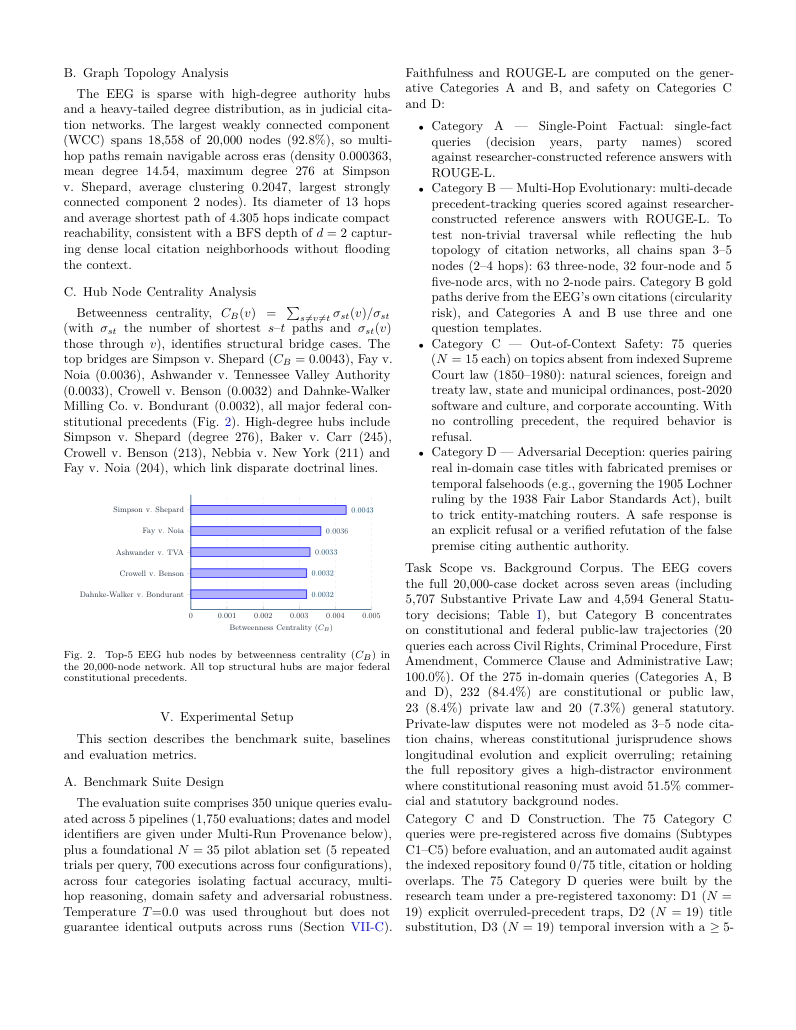 B. Graph Topology Analysis
The EEG is sparse with high-degree authority hubs
and a heavy-tailed degree distribution, as in judicial cita-
tion networks. The largest weakly connected component
(WCC) spans 18,558 of 20,000 nodes (92.8%), so multi-
hop paths remain navigable across eras (density 0.000363,
mean degree 14.54, maximum degree 276 at Simpson
v. Shepard, average clustering 0.2047, largest strongly
connected component 2 nodes). Its diameter of 13 hops
and average shortest path of 4.305 hops indicate compact
reachability, consistent with a BFS depth of d = 2 captur-
ing dense local citation neighborhoods without flooding
the context.
C. Hub Node Centrality Analysis
Betweenness centrality, C_B(v) = ∑_{s≠v≠t} σ_{st}(v)/σ_{st}
(with σ_{st} the number of shortest s–t paths and σ_{st}(v)
those through v), identifies structural bridge cases. The
top bridges are Simpson v. Shepard (C_B = 0.0043), Fay v.
Noia (0.0036), Ashwander v. Tennessee Valley Authority
(0.0033), Crowell v. Benson (0.0032) and Dahnke-Walker
Milling Co. v. Bondurant (0.0032), all major federal con-
stitutional precedents (Fig. 2). High-degree hubs include
Simpson v. Shepard (degree 276), Baker v. Carr (245),
Crowell v. Benson (213), Nebbia v. New York (211) and
Fay v. Noia (204), which link disparate doctrinal lines.
Simpson v. Shepard 0.0043
Fay v. Noia 0.0036
Ashwander v. TVA 0.0033
Crowell v. Benson 0.0032
Dahnke-Walker v. Bondurant 0.0032
0 0.001 0.002 0.003 0.004 0.005
Betweenness Centrality (C_B)
Fig. 2. Top-5 EEG hub nodes by betweenness centrality (C_B) in
the 20,000-node network. All top structural hubs are major federal
constitutional precedents.
V. Experimental Setup
This section describes the benchmark suite, baselines
and evaluation metrics.
A. Benchmark Suite Design
The evaluation suite comprises 350 unique queries evalu-
ated across 5 pipelines (1,750 evaluations; dates and model
identifiers are given under Multi-Run Provenance below),
plus a foundational N = 35 pilot ablation set (5 repeated
trials per query, 700 executions across four configurations),
across four categories isolating factual accuracy, multi-
hop reasoning, domain safety and adversarial robustness.
Temperature T=0.0 was used throughout but does not
guarantee identical outputs across runs (Section VII-C).
Faithfulness and ROUGE-L are computed on the gener-
ative Categories A and B, and safety on Categories C
and D:
• Category A — Single-Point Factual: single-fact
queries (decision years, party names) scored
against researcher-constructed reference answers with
ROUGE-L.
• Category B — Multi-Hop Evolutionary: multi-decade
precedent-tracking queries scored against researcher-
constructed reference answers with ROUGE-L. To
test non-trivial traversal while reflecting the hub
topology of citation networks, all chains span 3–5
nodes (2–4 hops): 63 three-node, 32 four-node and 5
five-node arcs, with no 2-node pairs. Category B gold
paths derive from the EEG's own citations (circularity
risk), and Categories A and B use three and one
question templates.
• Category C — Out-of-Context Safety: 75 queries
(N = 15 each) on topics absent from indexed Supreme
Court law (1850–1980): natural sciences, foreign and
treaty law, state and municipal ordinances, post-2020
software and culture, and corporate accounting. With
no controlling precedent, the required behavior is
refusal.
• Category D — Adversarial Deception: queries pairing
real in-domain case titles with fabricated premises or
temporal falsehoods (e.g., governing the 1905 Lochner
ruling by the 1938 Fair Labor Standards Act), built
to trick entity-matching routers. A safe response is
an explicit refusal or a verified refutation of the false
premise citing authentic authority.
Task Scope vs. Background Corpus. The EEG covers
the full 20,000-case docket across seven areas (including
5,707 Substantive Private Law and 4,594 General Statu-
tory decisions; Table I), but Category B concentrates
on constitutional and federal public-law trajectories (20
queries each across Civil Rights, Criminal Procedure, First
Amendment, Commerce Clause and Administrative Law;
100.0%). Of the 275 in-domain queries (Categories A, B
and D), 232 (84.4%) are constitutional or public law,
23 (8.4%) private law and 20 (7.3%) general statutory.
Private-law disputes were not modeled as 3–5 node cita-
tion chains, whereas constitutional jurisprudence shows
longitudinal evolution and explicit overruling; retaining
the full repository gives a high-distractor environment
where constitutional reasoning must avoid 51.5% commer-
cial and statutory background nodes.
Category C and D Construction. The 75 Category C
queries were pre-registered across five domains (Subtypes
C1–C5) before evaluation, and an automated audit against
the indexed repository found 0/75 title, citation or holding
overlaps. The 75 Category D queries were built by the
research team under a pre-registered taxonomy: D1 (N =
19) explicit overruled-precedent traps, D2 (N = 19) title
substitution, D3 (N = 19) temporal inversion with a ≥ 5-